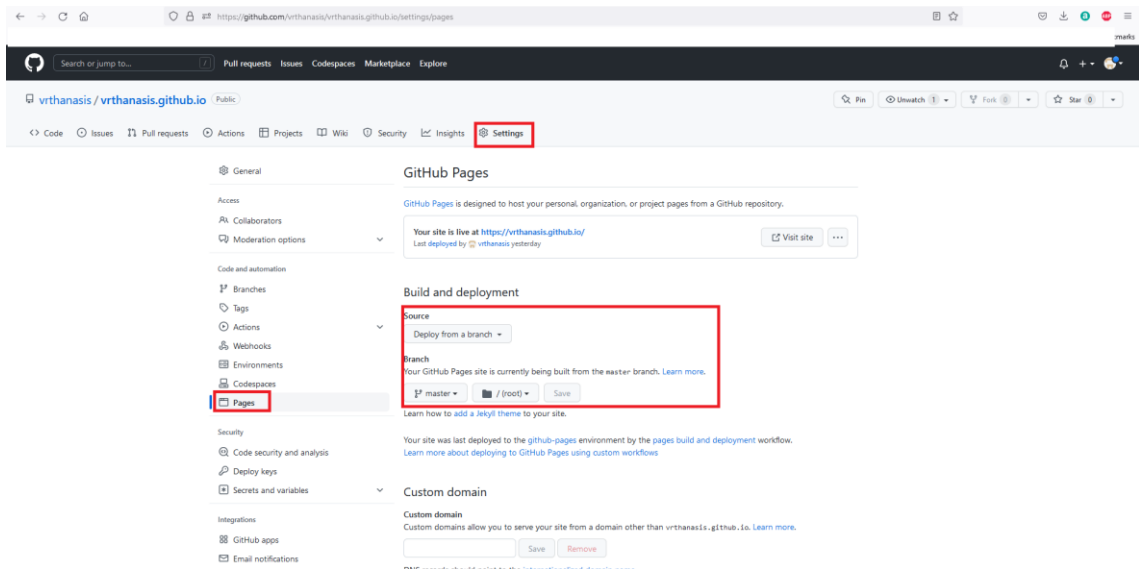 https://github.com/vrthanasis/vrthanasis.github.io/settings/pages
Search or jump to... / Pull requests Issues Codespaces Marketplace Explore
vrthanasis / vrthanasis.github.io Public
Pin Unwatch 1 Fork 0 Star 0
Code Issues Pull requests Actions Projects Wiki Security Insights Settings
General
Access
Collaborators
Moderation options
Code and automation
Branches
Tags
Actions
Webhooks
Environments
Codespaces
Pages
Security
Code security and analysis
Deploy keys
Secrets and variables
Integrations
GitHub apps
Email notifications
GitHub Pages
GitHub Pages is designed to host your personal, organization, or project pages from a GitHub repository.
Your site is live at https://vrthanasis.github.io/
Last deployed by vrthanasis yesterday
Visit site
Build and deployment
Source
Deploy from a branch
Branch
Your GitHub Pages site is currently being built from the master branch. Learn more.
master / (root) Save
Learn how to add a Jekyll theme to your site.
Your site was last deployed to the github-pages environment by the pages build and deployment workflow.
Learn more about deploying to GitHub Pages using custom workflows
Custom domain
Custom domain
Custom domains allow you to serve your site from a domain other than vrthanasis.github.io. Learn more.
Save Remove